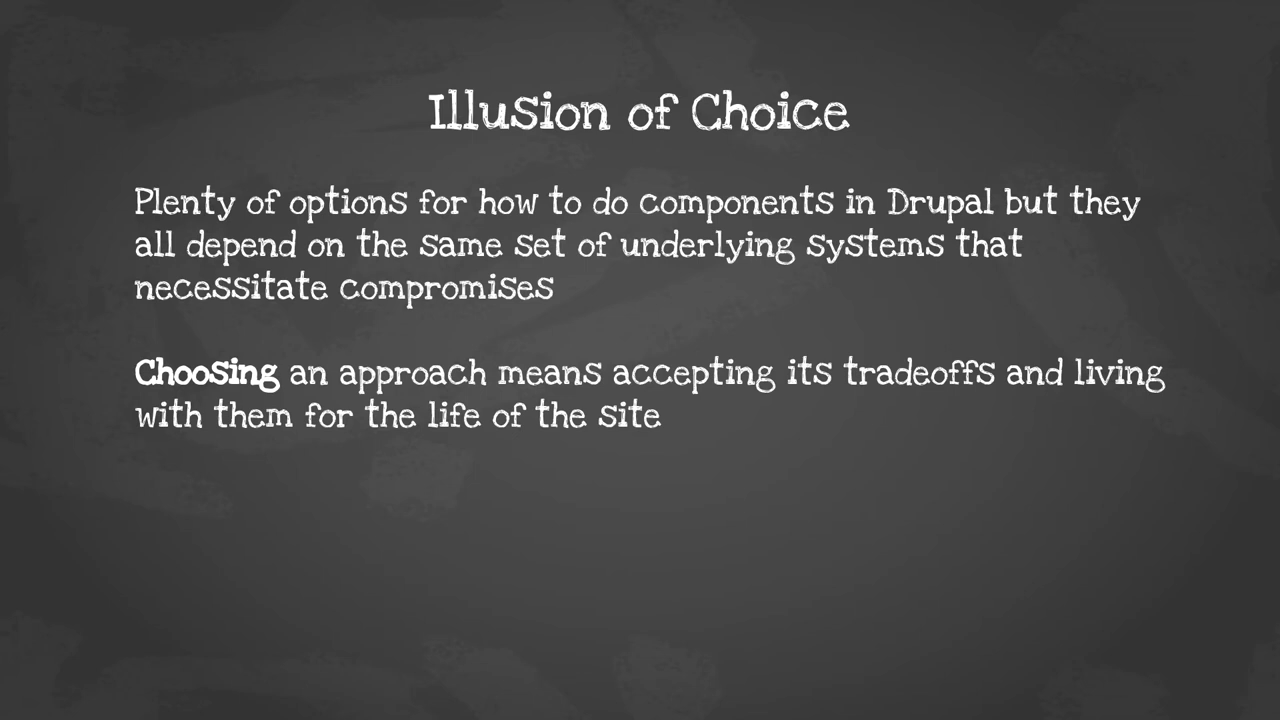 Illusion of Choice
Plenty of options for how to do components in Drupal but they
all depend on the same set of underlying systems that
necessitate compromises
Choosing an approach means accepting its tradeoffs and living
with them for the life of the site